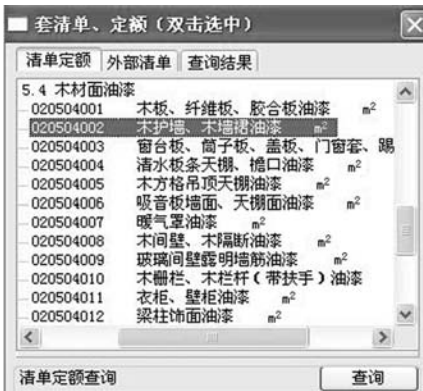 套清单、定额（双击选中）
清单定额 外部清单 查询结果
5.4 木材面油漆
020504001 木板、纤维板、胶合板油漆 m²
020504002 木护墙、木墙裙油漆 m²
020504003 窗台板、筒子板、盖板、门窗套、踢
020504004 清水板条天棚、檐口油漆 m²
020504005 木方格吊顶天棚油漆 m²
020504006 吸音板墙面、天棚面油漆 m²
020504007 暖气罩油漆 m²
020504008 木间壁、木隔断油漆 m²
020504009 玻璃间壁露明墙筋油漆 m²
020504010 木栅栏、木栏杆(带扶手)油漆
020504011 衣柜、壁柜油漆 m²
020504012 梁柱饰面油漆 m²
清单定额查询 查询